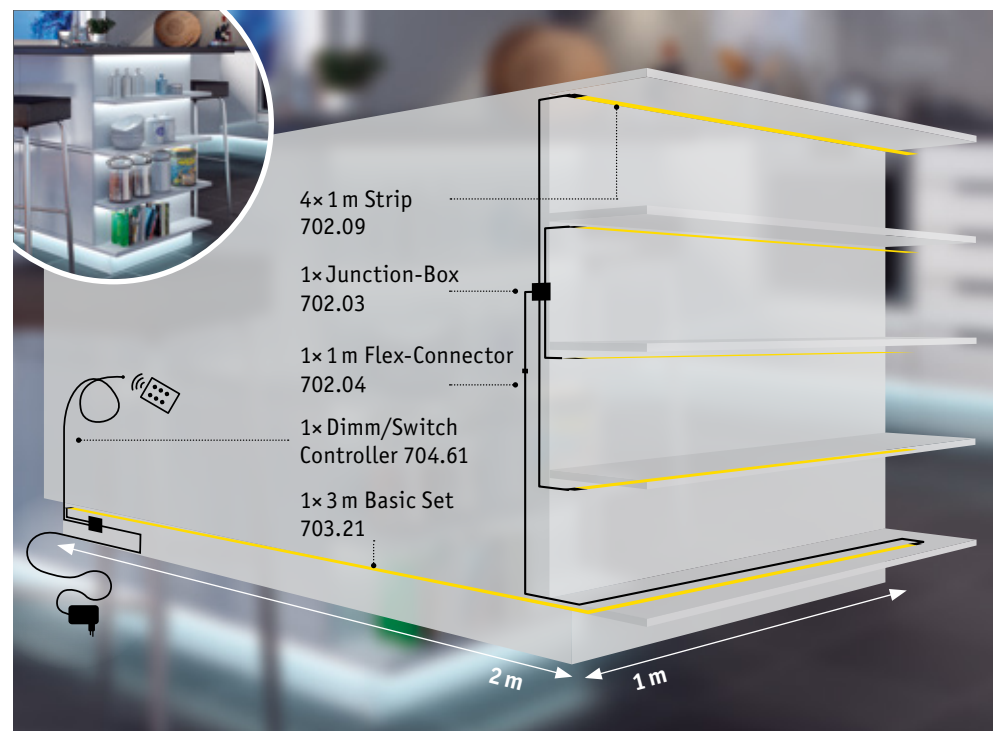 4× 1 m Strip
702.09
1× Junction-Box
702.03
1× 1 m Flex-Connector
702.04
1× Dimm/Switch
Controller 704.61
1× 3 m Basic Set
703.21
2 m
1 m